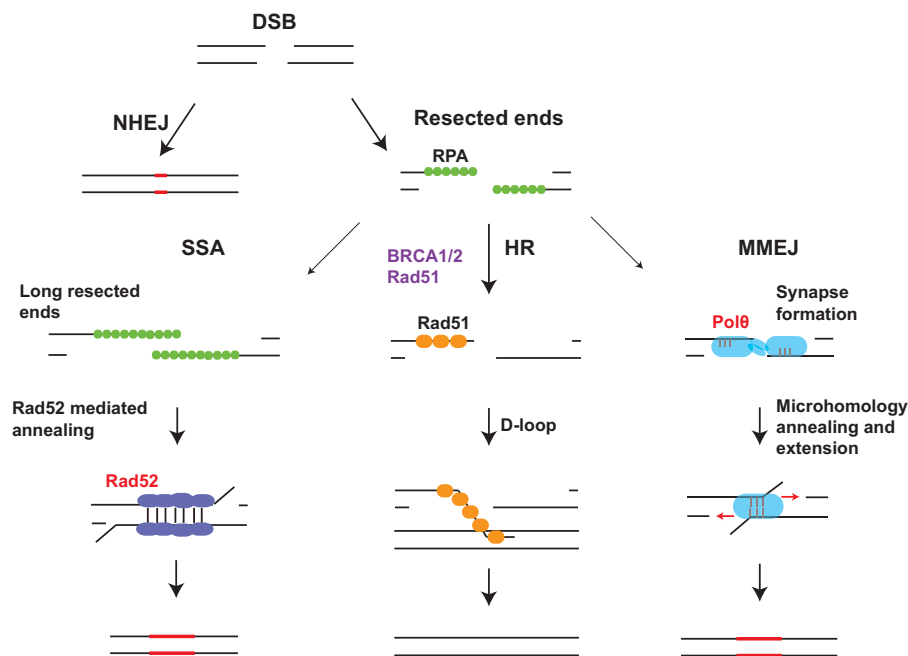 DSB
NHEJ
Resected ends
RPA
SSA
BRCA1/2
Rad51
HR
MMEJ
Long resected
ends
Rad51
Synapse
formation
Polθ
Rad52 mediated
annealing
D-loop
Microhomology
annealing and
extension
Rad52